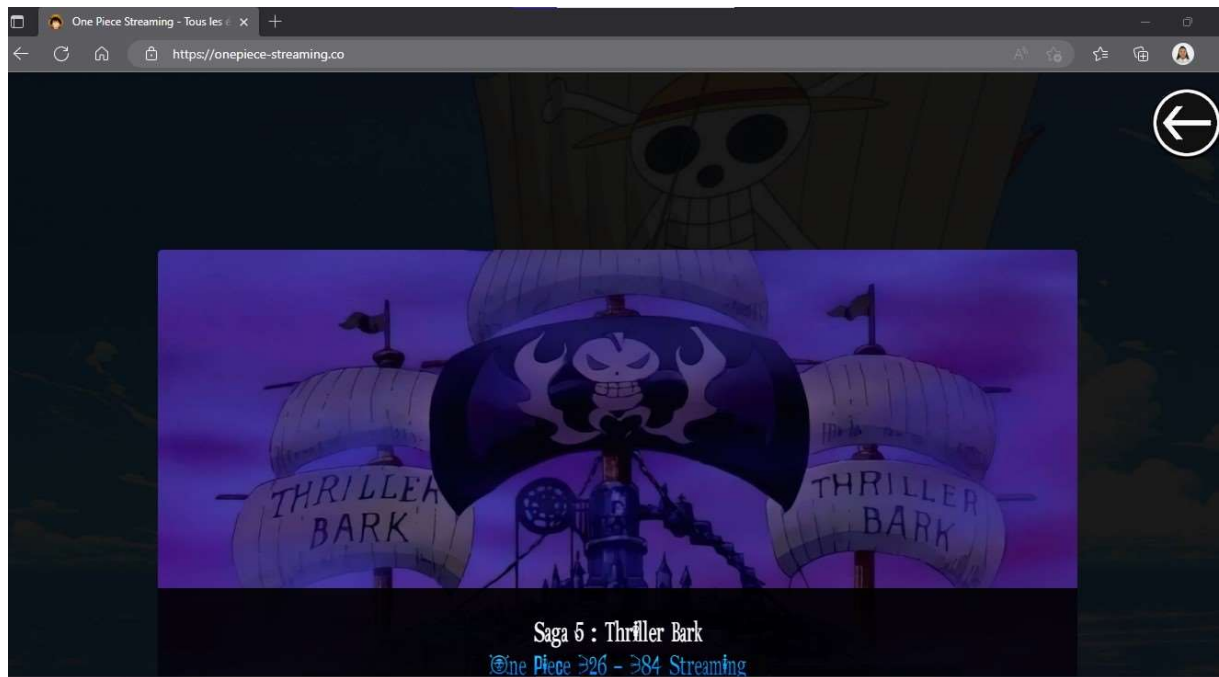 One Piece Streaming - Tous les é
https://onepiece-streaming.co
THRILLER
BARK
THRILLER
BARK
Saga 5 : Thriller Bark
One Piece 326 - 384 Streaming